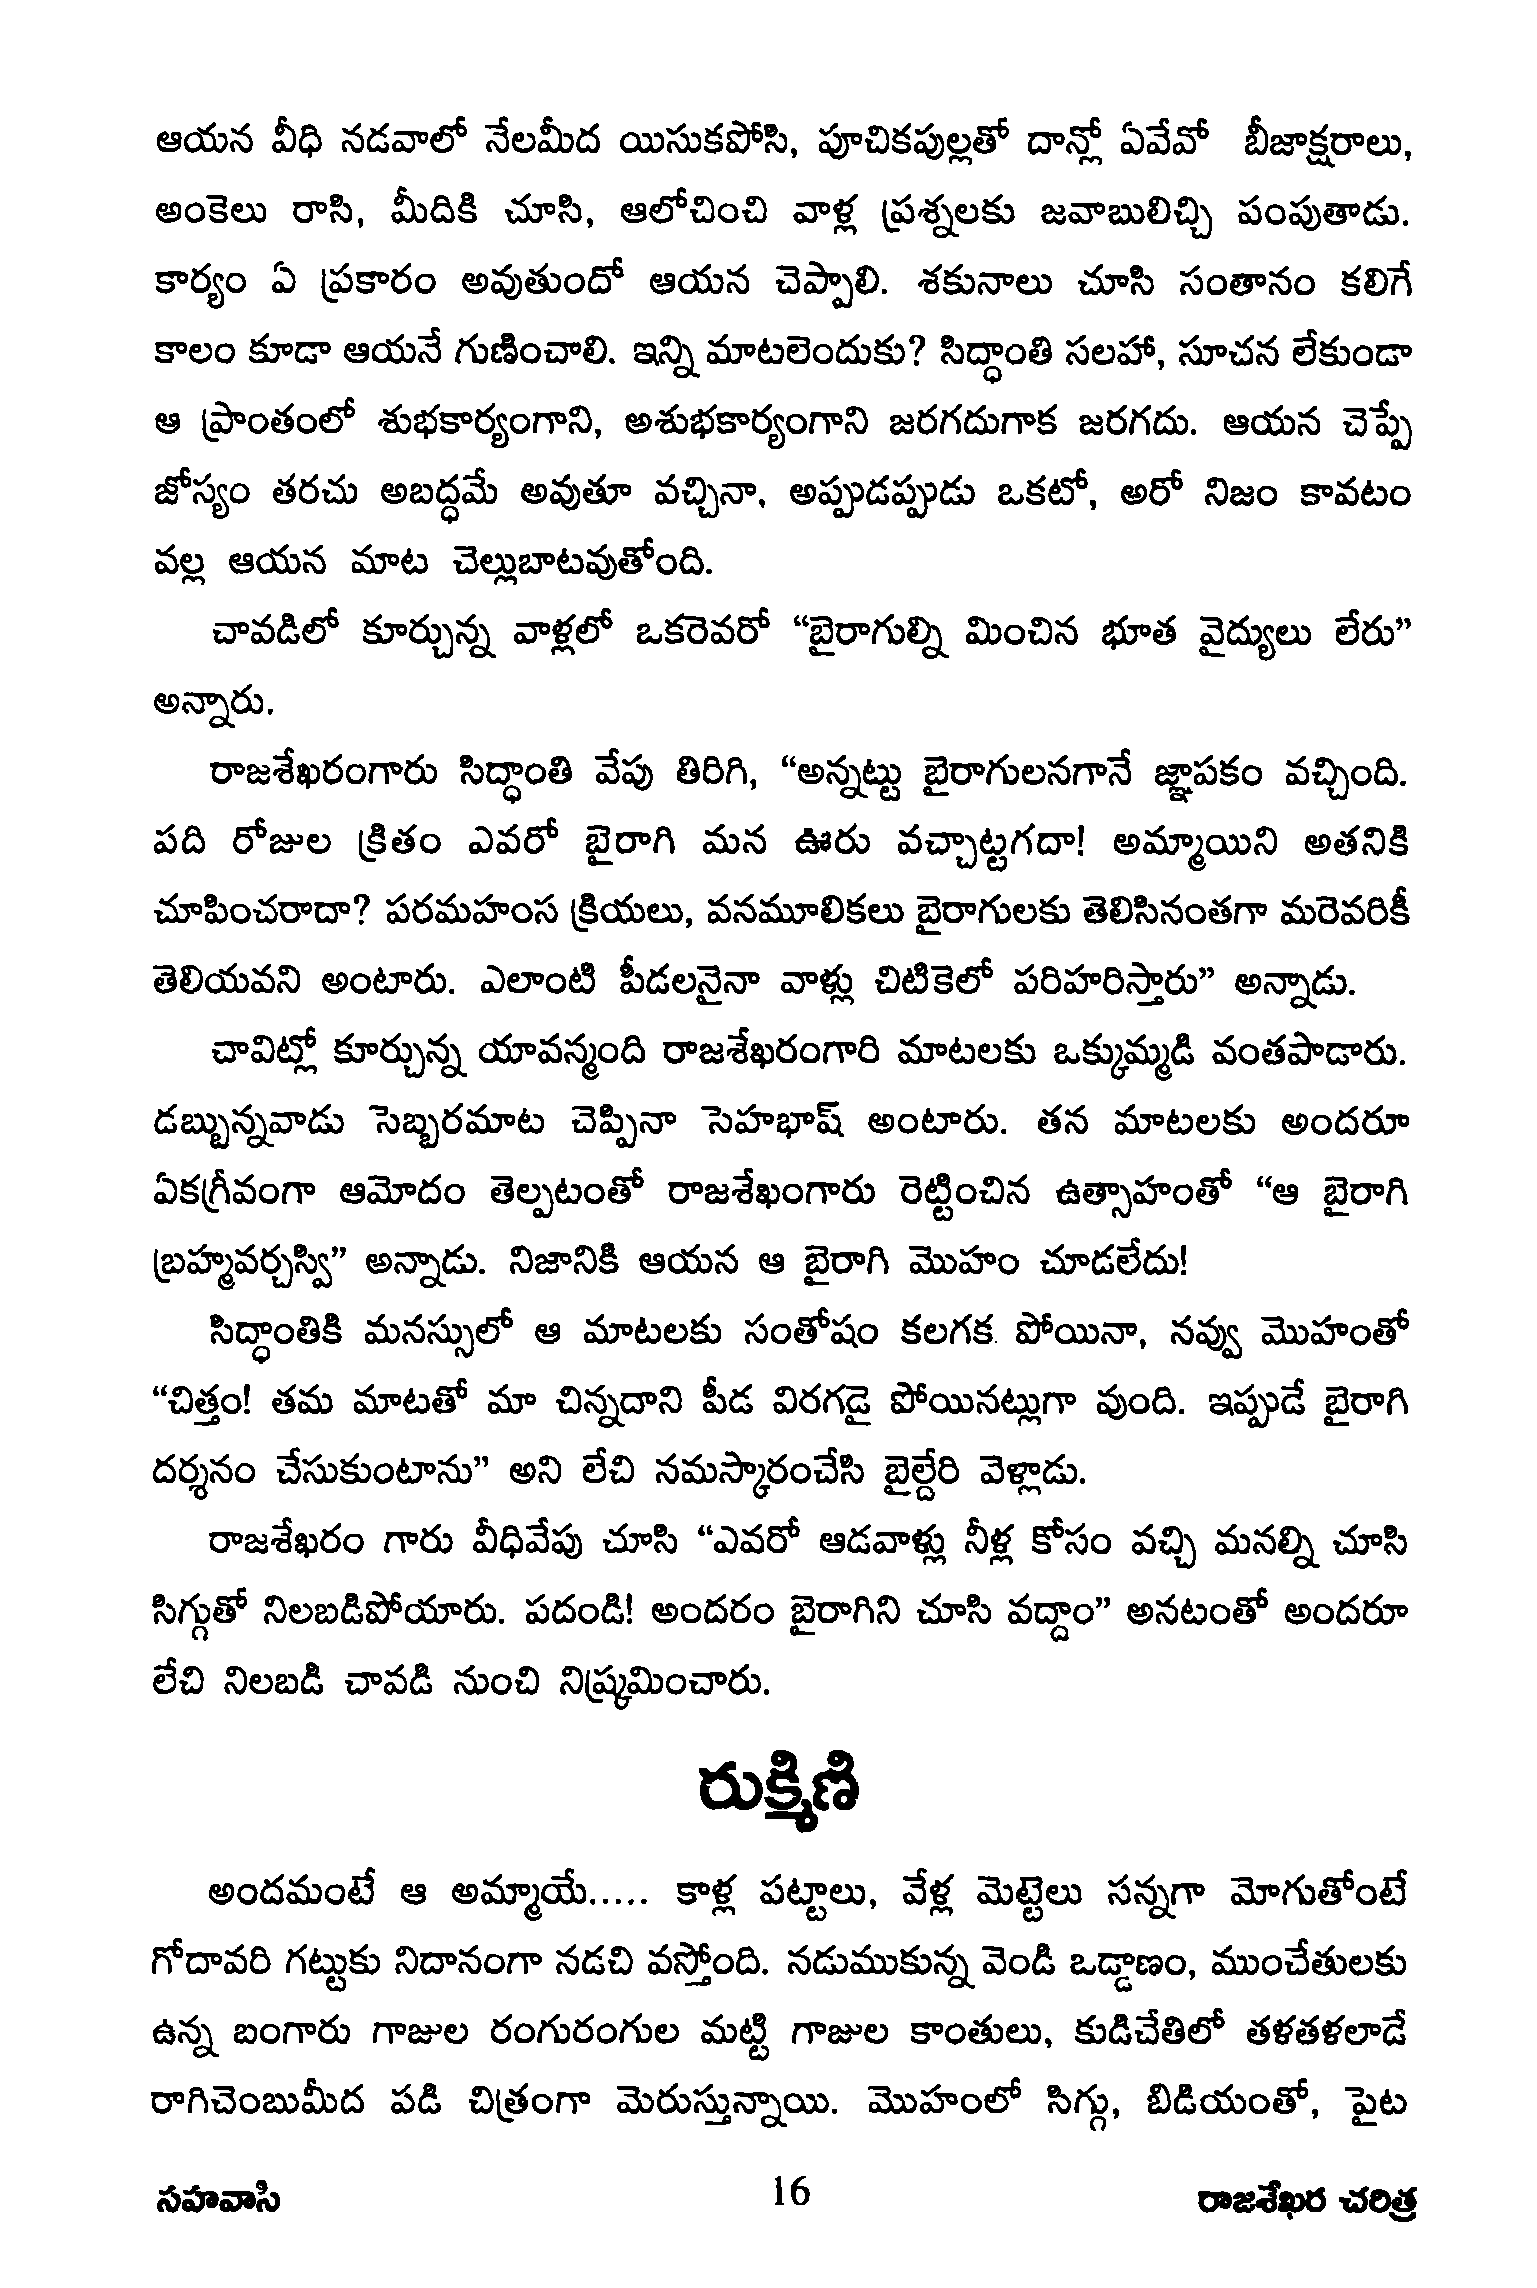 ఆయన వీధి నడవాలో నేలమీద యిసుకపోసి, పూచికపుల్లతో దాన్లో ఏవేవో బీజాక్షరాలు,
అంకెలు రాసి, మీదికి చూసి, ఆలోచించి వాళ్ల ప్రశ్నలకు జవాబులిచ్చి పంపుతాడు.
కార్యం ఏ ప్రకారం అవుతుందో ఆయన చెప్పాలి. శకునాలు చూసి సంతానం కలిగే
కాలం కూడా ఆయనే గుణించాలి. ఇన్ని మాటలెందుకు? సిద్ధాంతి సలహా, సూచన లేకుండా
ఆ ప్రాంతంలో శుభకార్యంగాని, అశుభకార్యంగాని జరగదుగాక జరగదు. ఆయన చెప్పే
జోస్యం తరచు అబద్ధమే అవుతూ వచ్చినా, అప్పుడప్పుడు ఒకటో, అరో నిజం కావటం
వల్ల ఆయన మాట చెల్లుబాటవుతోంది.
చావడిలో కూర్చున్న వాళ్లలో ఒకరెవరో “బైరాగుల్ని మించిన భూత వైద్యులు లేరు”
అన్నారు.
రాజశేఖరంగారు సిద్ధాంతి వేపు తిరిగి, “అన్నట్టు బైరాగులనగానే జ్ఞాపకం వచ్చింది.
పది రోజుల క్రితం ఎవరో బైరాగి మన ఊరు వచ్చాట్టగదా! అమ్మాయిని అతనికి
చూపించరాదా? పరమహంస క్రియలు, వనమూలికలు బైరాగులకు తెలిసినంతగా మరెవరికీ
తెలియవని అంటారు. ఎలాంటి పీడలనైనా వాళ్లు చిటికెలో పరిహరిస్తారు” అన్నాడు.
చావిట్లో కూర్చున్న యావన్మంది రాజశేఖరంగారి మాటలకు ఒక్కుమ్మడి వంతపాడారు.
డబ్బున్నవాడు సెబ్బరమాట చెప్పినా సెహభాష్ అంటారు. తన మాటలకు అందరూ
ఏకగ్రీవంగా ఆమోదం తెల్పటంతో రాజశేఖంగారు రెట్టించిన ఉత్సాహంతో “ఆ బైరాగి
బ్రహ్మవర్చస్వి” అన్నాడు. నిజానికి ఆయన ఆ బైరాగి మొహం చూడలేదు!
సిద్ధాంతికి మనస్సులో ఆ మాటలకు సంతోషం కలగక పోయినా, నవ్వు మొహంతో
“చిత్తం! తమ మాటతో మా చిన్నదాని పీడ విరగడై పోయినట్లుగా వుంది. ఇప్పుడే బైరాగి
దర్శనం చేసుకుంటాను” అని లేచి నమస్కారంచేసి బైల్దేరి వెళ్లాడు.
రాజశేఖరం గారు వీధివేపు చూసి “ఎవరో ఆడవాళ్లు నీళ్ల కోసం వచ్చి మనల్ని చూసి
సిగ్గుతో నిలబడిపోయారు. పదండి! అందరం బైరాగిని చూసి వద్దాం” అనటంతో అందరూ
లేచి నిలబడి చావడి నుంచి నిష్క్రమించారు.
రుక్మిణి
అందమంటే ఆ అమ్మాయే..... కాళ్ల పట్టాలు, వేళ్ల మెట్టెలు సన్నగా మోగుతోంటే
గోదావరి గట్టుకు నిదానంగా నడచి వస్తోంది. నడుముకున్న వెండి ఒడ్డాణం, ముంచేతులకు
ఉన్న బంగారు గాజుల రంగురంగుల మట్టి గాజుల కాంతులు, కుడిచేతిలో తళతళలాడే
రాగిచెంబుమీద పడి చిత్రంగా మెరుస్తున్నాయి. మొహంలో సిగ్గు, బిడియంతో, పైట
సహవాసి 16 రాజశేఖర చరిత్ర